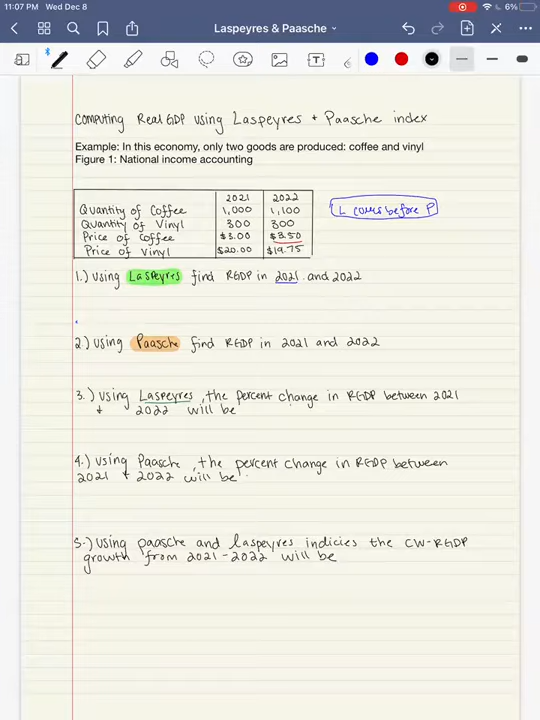 11:07 PM Wed Dec 8
6%
Laspeyres & Paasche
Computing Real GDP using Laspeyres + Paasche index
Example: In this economy, only two goods are produced: coffee and vinyl
Figure 1: National income accounting
2021 2022
Quantity of Coffee 1,000 1,100
Quantity of Vinyl 300 300
Price of Coffee $3.00 $3.50
Price of Vinyl $20.00 $19.75
L comes before P
1.) using Laspeyres find RGDP in 2021 and 2022
2.) using Paasche find RGDP in 2021 and 2022
3.) using Laspeyres, the percent change in RGDP between 2021
+ 2022 will be
4.) using Paasche, the percent change in RGDP between
2021 + 2022 will be
5.) using paasche and laspeyres indicies the CW-RGDP
growth from 2021-2022 will be